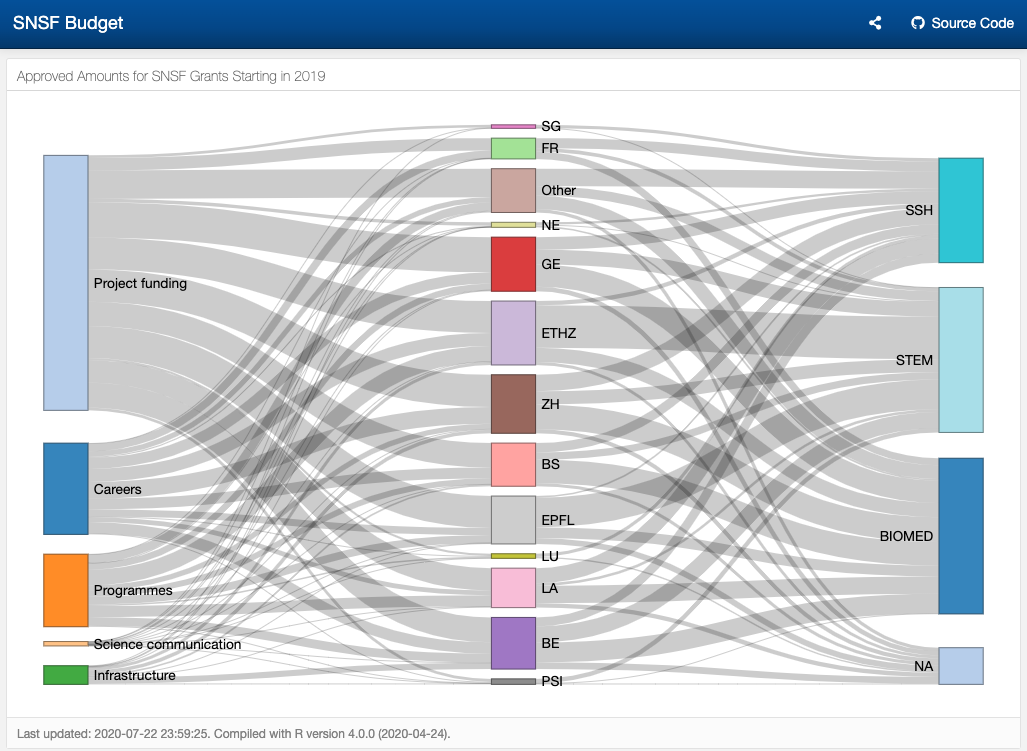 SNSF Budget
Source Code
Approved Amounts for SNSF Grants Starting in 2019
Project funding
Careers
Programmes
Science communication
Infrastructure
SG
FR
Other
NE
GE
ETHZ
ZH
BS
EPFL
LU
LA
BE
PSI
SSH
STEM
BIOMED
NA
Last updated: 2020-07-22 23:59:25. Compiled with R version 4.0.0 (2020-04-24).